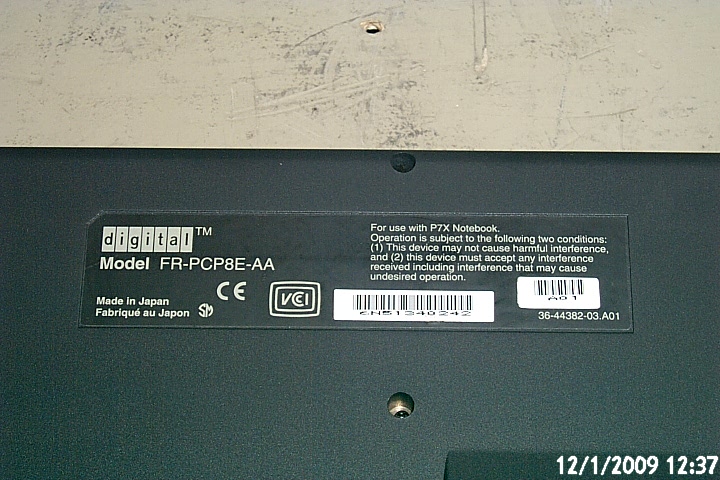 digital™
Model FR-PCP8E-AA
Made in Japan
Fabriqué au Japon
CE
VCI
For use with P7X Notebook.
Operation is subject to the following two conditions:
(1) This device may not cause harmful interference,
and (2) this device must accept any interference
received including interference that may cause
undesired operation.
6N51340242
A01
36-44382-03.A01
12/1/2009 12:37